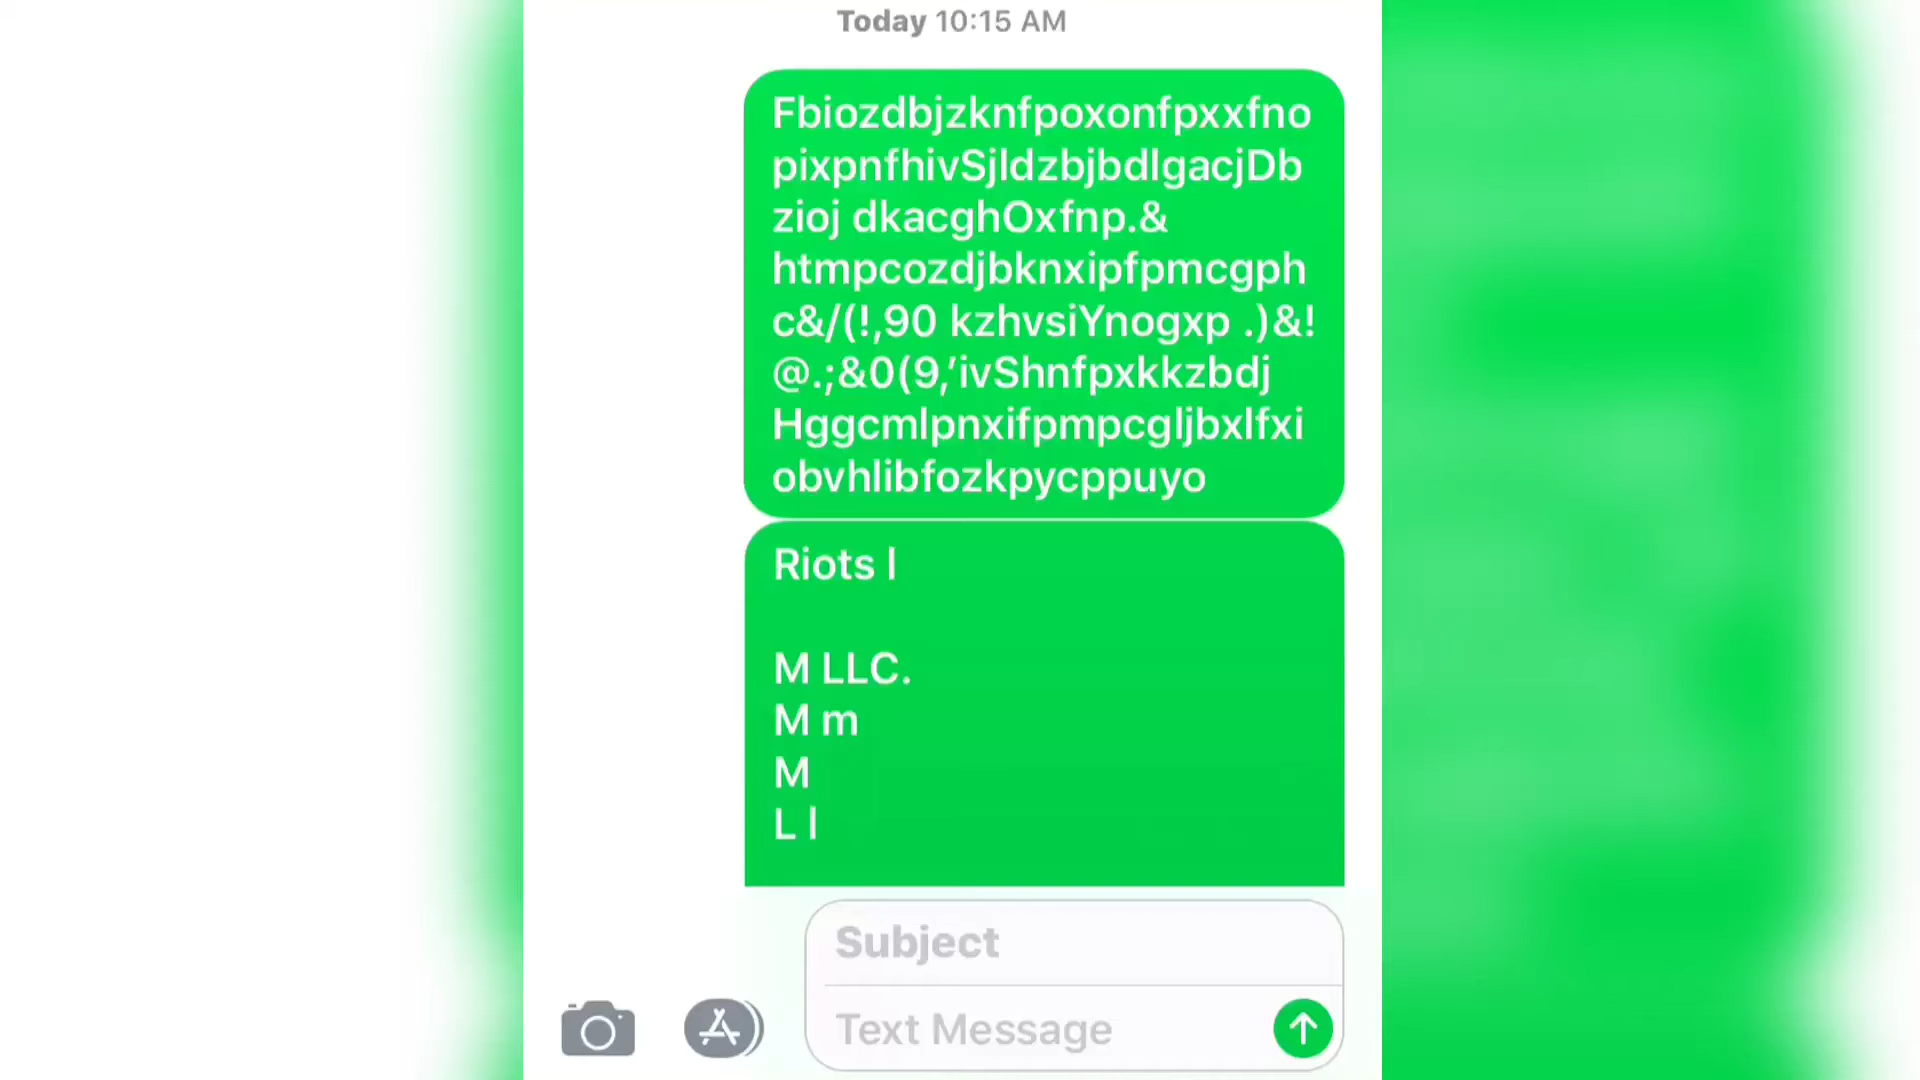 Today 10:15 AM
Fbiozdbjzknfpoxonfpxxfno
pixpnfhivSjldzbjbdlgacjDb
zioj dkacghOxfnp.&
htmpcozdjbknxipfpmcgph
c&/(!,90 kzhvsiYnogxp .)&!
@.;&0(9,’ivShnfpxkkzbdj
Hggcmlpnxifpmpcgljbxlfxi
obvhlibfozkpycppuyo
Riots l
M LLC.
M m
M
L l
Subject
Text Message